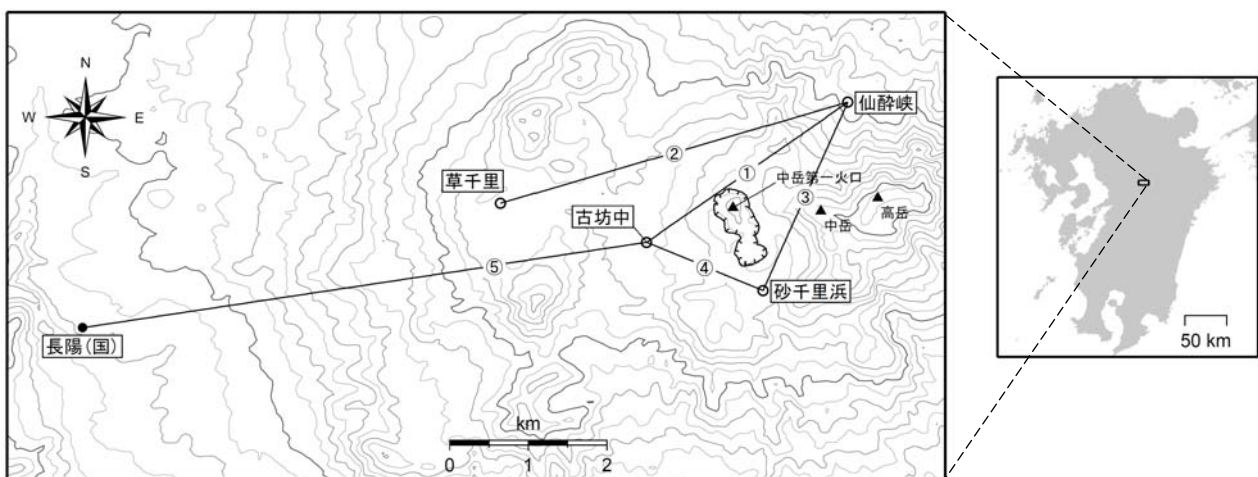 N
W
E
S
仙酔峡
②
草千里
①
中岳第一火口
③
古坊中
中岳
高岳
④
⑤
砂千里浜
長陽(国)
km
0
1
2
50 km